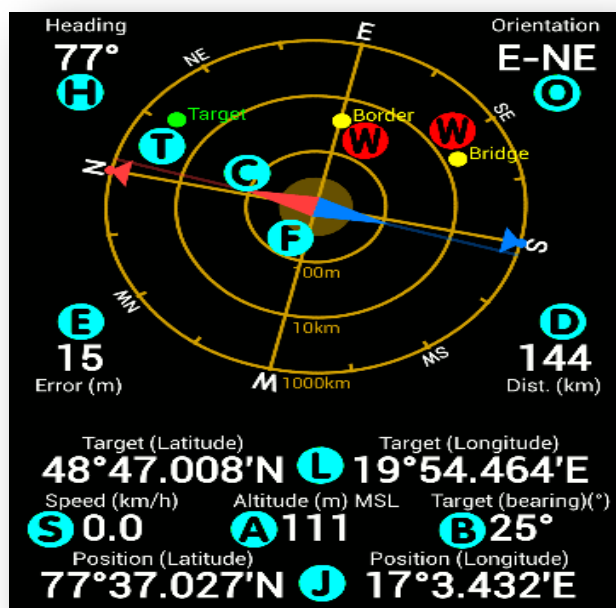 Heading
77°
H
Orientation
E-NE
O
E
NE
SE
Target
T
Border
W
W
Bridge
N
C
F
S
100m
10km
1000km
NW
SW
W
E
15
Error (m)
D
144
Dist. (km)
Target (Latitude)
48°47.008'N
L
Target (Longitude)
19°54.464'E
Speed (km/h)
S
0.0
Altitude (m) MSL
A
111
Target (bearing)(°)
B
25°
Position (Latitude)
77°37.027'N
J
Position (Longitude)
17°3.432'E